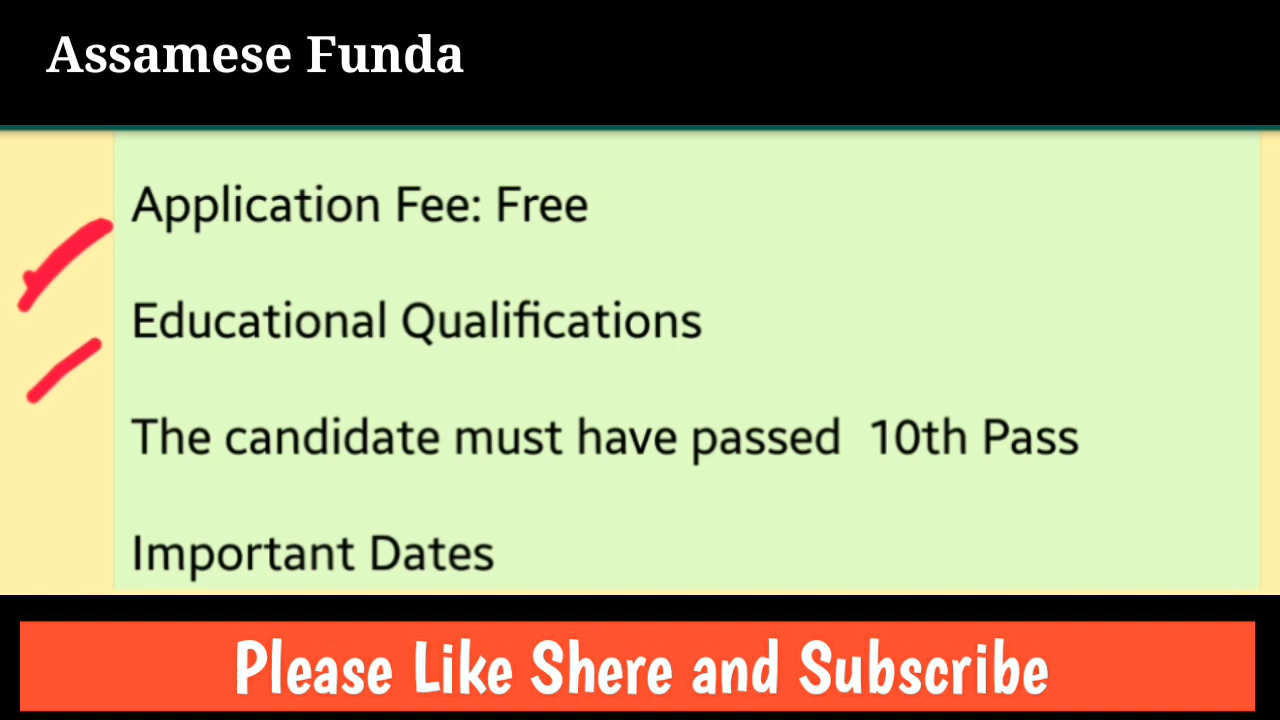 Assamese Funda
Application Fee: Free
Educational Qualifications
The candidate must have passed  10th Pass
Important Dates
Please Like Shere and Subscribe